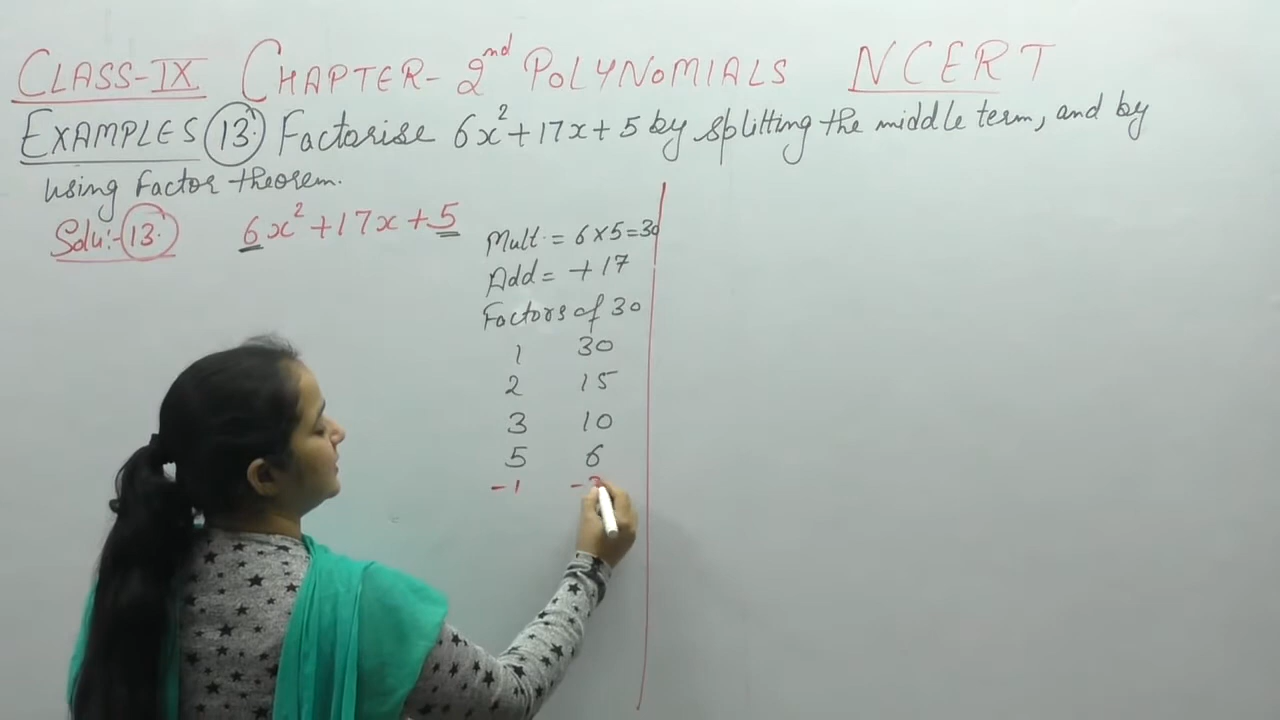 CLASS-IX CHAPTER- 2nd POLYNOMIALS NCERT
EXAMPLES 13. Factorise 6x²+17x+5 by splitting the middle term, and by
using Factor theorem.
Solu:- 13. 6x²+17x+5
Mult. = 6×5=30
Add = +17
Factors of 30
1 30
2 15
3 10
5 6
-1 -3